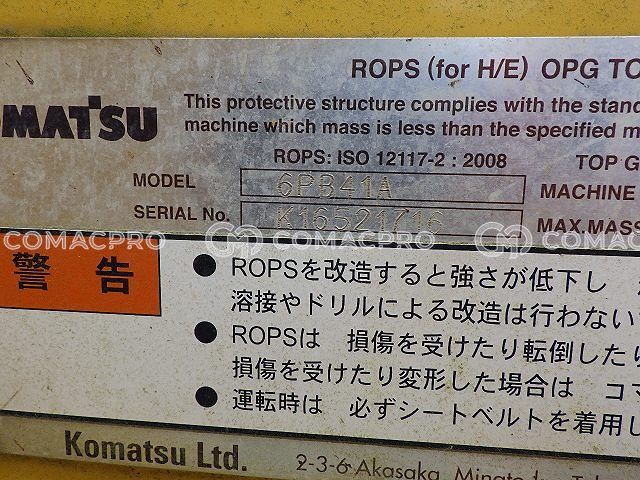 ROPS (for H/E) OPG TO
OMATSU
This protective structure complies with the stand
machine which mass is less than the specified m
ROPS: ISO 12117-2 : 2008 TOP G
MODEL 6PB41A MACHINE
SERIAL No. K16521716 MAX.MASS
COMACPRO COMACPRO COMACPRO
警告
● ROPSを改造すると強さが低下し
溶接やドリルによる改造は行わない
● ROPSは 損傷を受けたり転倒したり
損傷を受けたり変形した場合は コマ
● 運転時は 必ずシートベルトを着用し
Komatsu Ltd. 2-3-6 Akasaka, Minato-ku, Tok